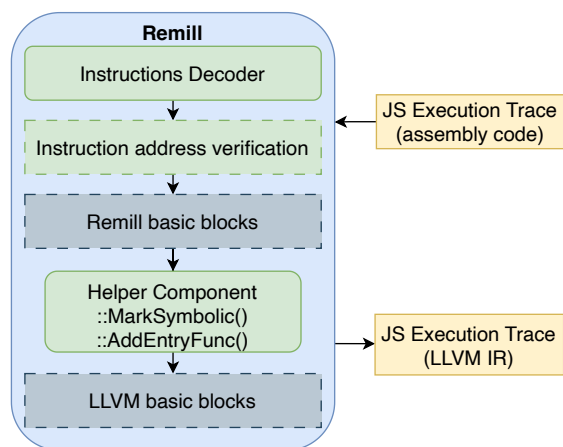 Remill
Instructions Decoder
Instruction address verification
Remill basic blocks
Helper Component
::MarkSymbolic()
::AddEntryFunc()
LLVM basic blocks
JS Execution Trace
(assembly code)
JS Execution Trace
(LLVM IR)